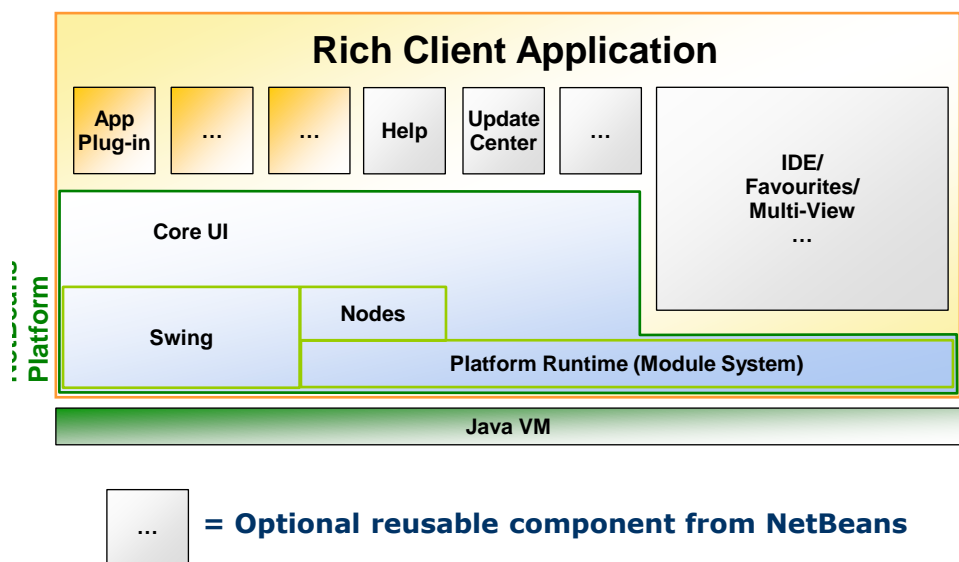 Rich Client Application
App
Plug-in
…
…
Help
Update
Center
…
IDE/
Favourites/
Multi-View
…
Core UI
NetBeans
Platform
Swing
Nodes
Platform Runtime (Module System)
Java VM
…
= Optional reusable component from NetBeans